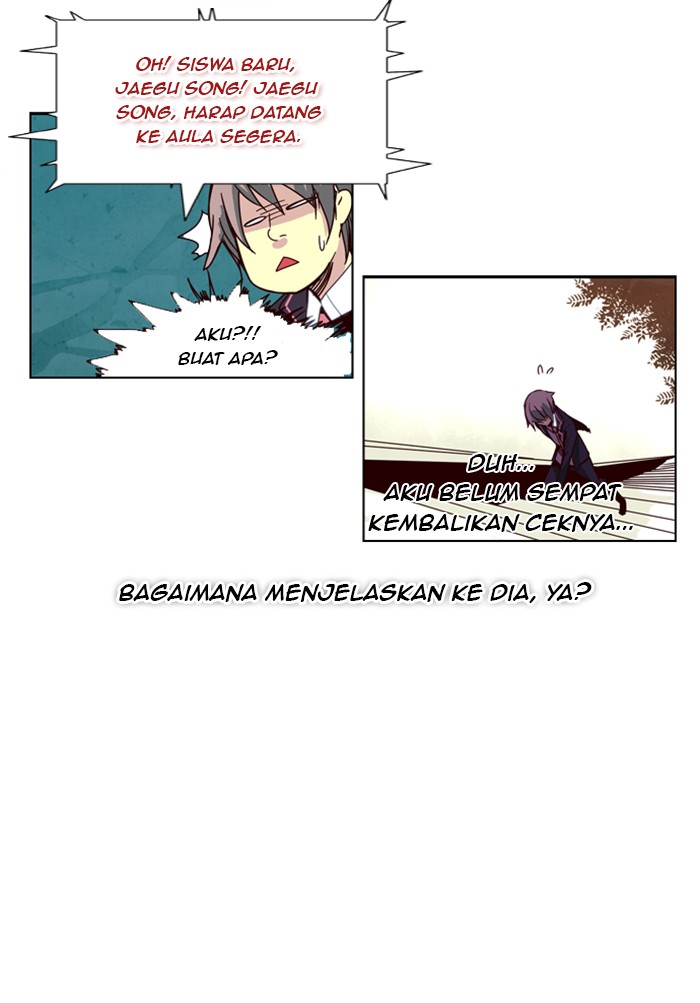 OH! SISWA BARU,
JAEGU SONG! JAEGU
SONG, HARAP DATANG
KE AULA SEGERA.
AKU?!!
BUAT APA?
DUH...
AKU BELUM SEMPAT
KEMBALIKAN CEKNYA...
BAGAIMANA MENJELASKAN KE DIA, YA?